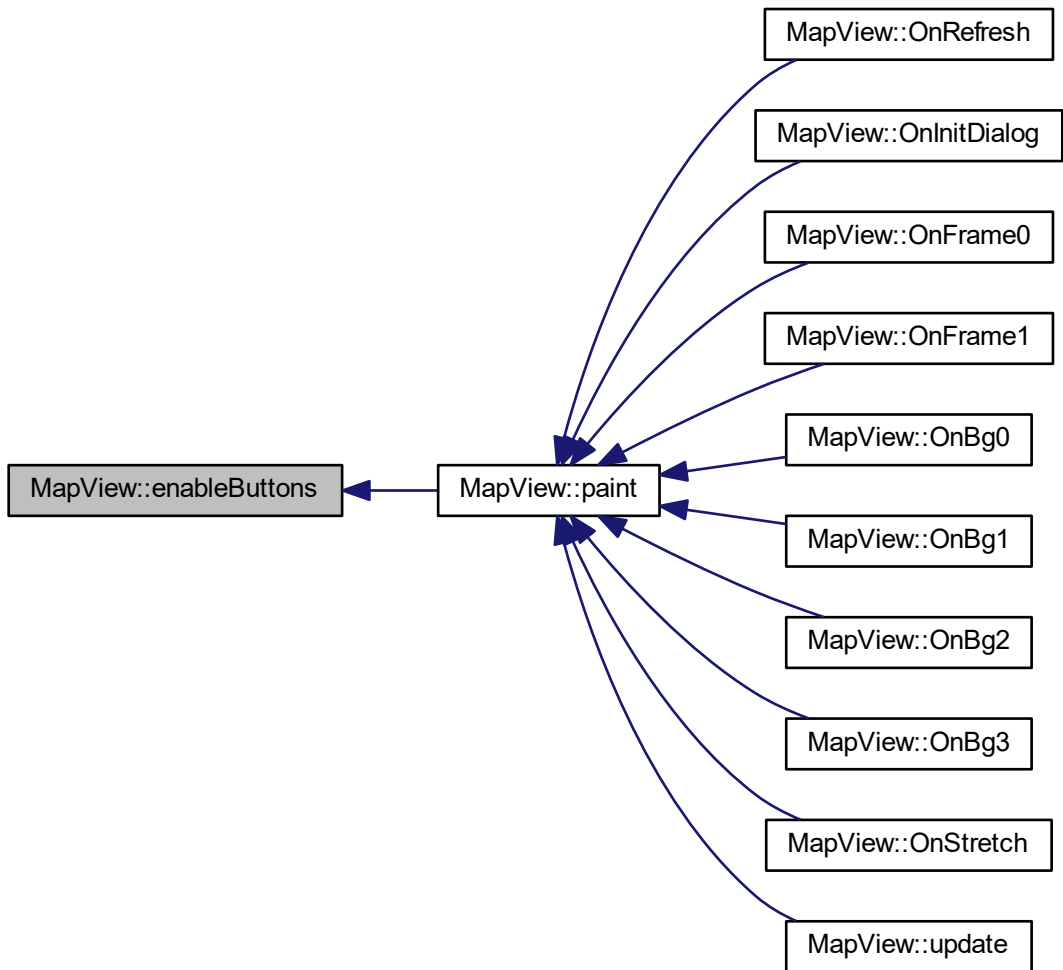 MapView::OnRefresh
MapView::OnInitDialog
MapView::OnFrame0
MapView::OnFrame1
MapView::OnBg0
MapView::enableButtons
MapView::paint
MapView::OnBg1
MapView::OnBg2
MapView::OnBg3
MapView::OnStretch
MapView::update